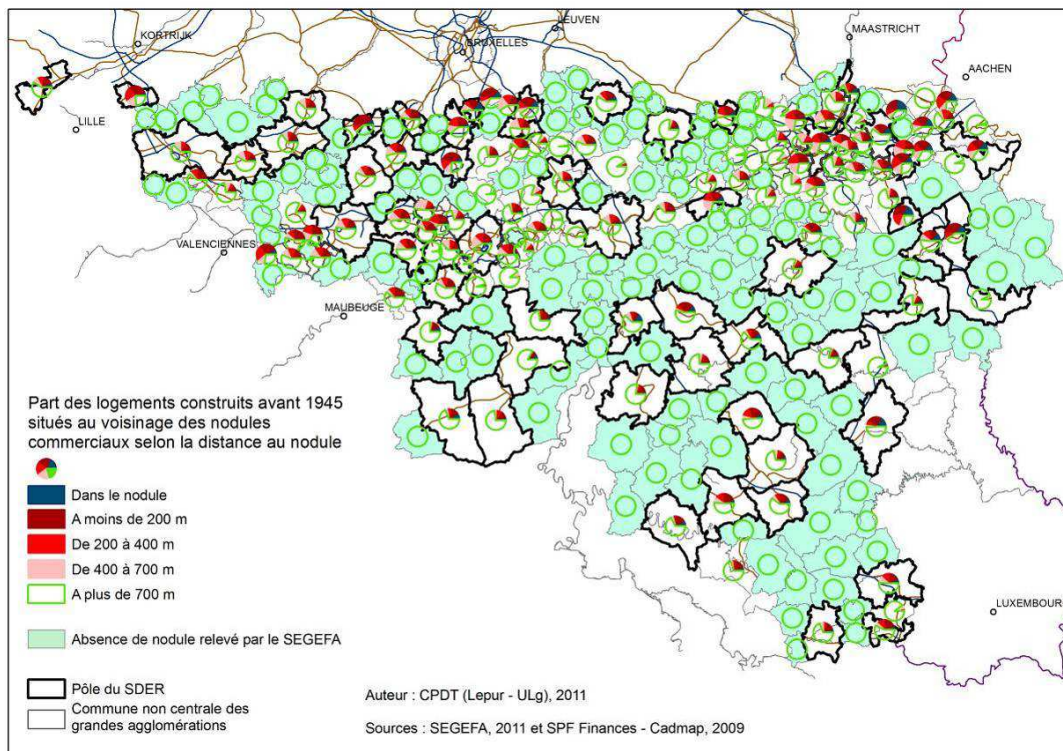 KORTRIJK
LEUVEN
BRUXELLES
MAASTRICHT
AACHEN
LILLE
VALENCIENNES
MAUBEUGE
LUXEMBOURG
Part des logements construits avant 1945
situés au voisinage des nodules
commerciaux selon la distance au nodule
Dans le nodule
A moins de 200 m
De 200 à 400 m
De 400 à 700 m
A plus de 700 m
Absence de nodule relevé par le SEGEFA
Pôle du SDER
Commune non centrale des
grandes agglomérations
Auteur : CPDT (Lepur - ULg), 2011
Sources : SEGEFA, 2011 et SPF Finances - Cadmap, 2009